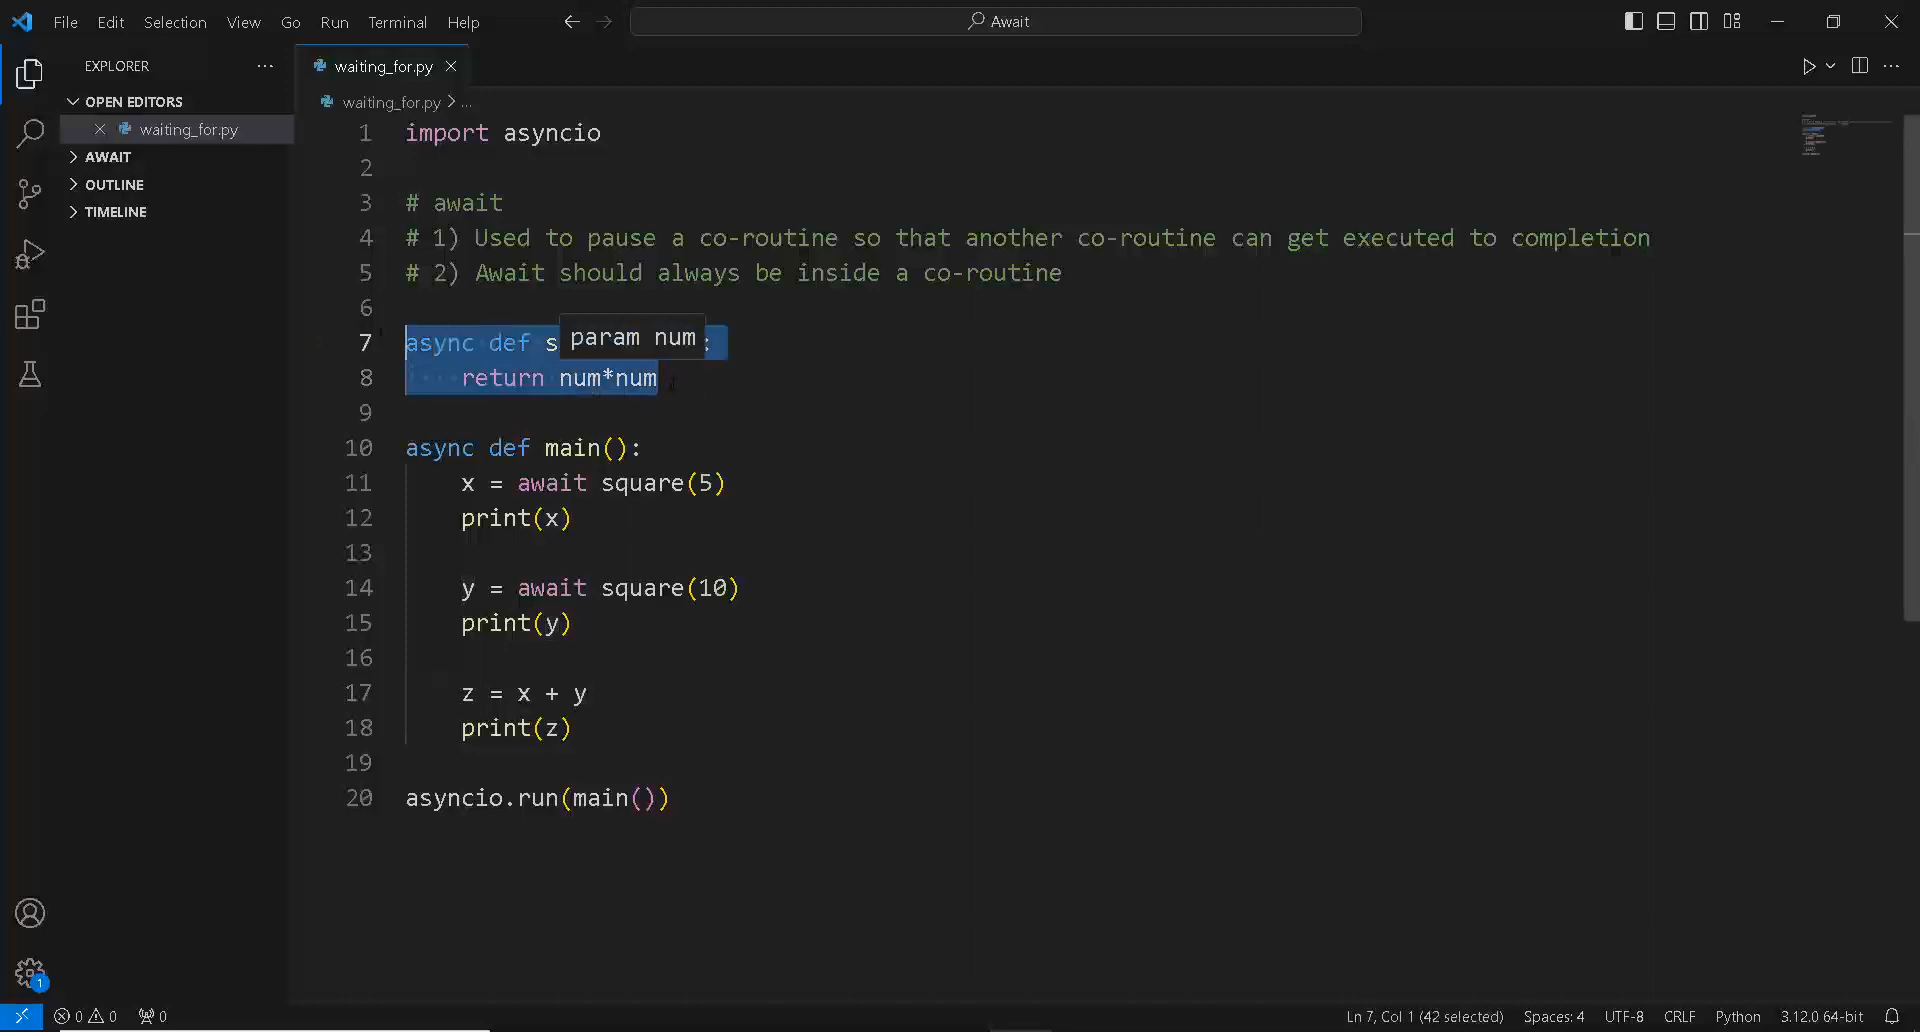 File Edit Selection View Go Run Terminal Help
Await
EXPLORER
waiting_for.py
OPEN EDITORS
waiting_for.py
AWAIT
OUTLINE
TIMELINE
waiting_for.py > ...
1 import asyncio
2
3 # await
4 # 1) Used to pause a co-routine so that another co-routine can get executed to completion
5 # 2) Await should always be inside a co-routine
6
7 async def s :
param num
8 return num*num
9
10 async def main():
11 x = await square(5)
12 print(x)
13
14 y = await square(10)
15 print(y)
16
17 z = x + y
18 print(z)
19
20 asyncio.run(main())
1
0 0 0
Ln 7, Col 1 (42 selected) Spaces: 4 UTF-8 CRLF Python 3.12.0 64-bit